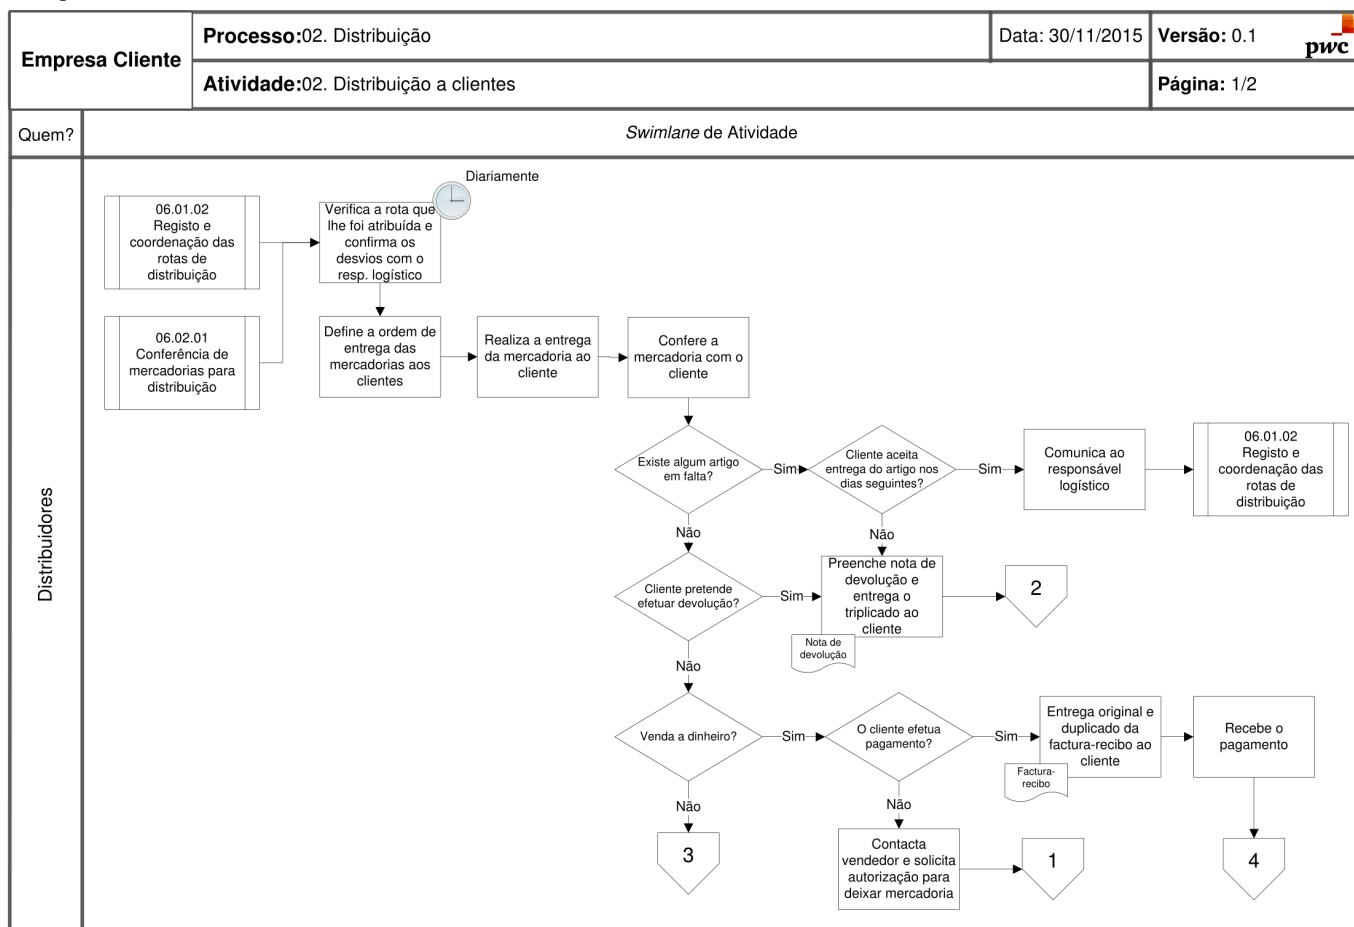 Empresa Cliente
Processo:02. Distribuição
Data: 30/11/2015
Versão: 0.1
pwc
Atividade:02. Distribuição a clientes
Página: 1/2
Quem?
Swimlane de Atividade
Distribuidores
Diariamente
06.01.02
Registo e
coordenação das
rotas de
distribuição
Verifica a rota que
lhe foi atribuída e
confirma os
desvios com o
resp. logístico
06.02.01
Conferência de
mercadorias para
distribuição
Define a ordem de
entrega das
mercadorias aos
clientes
Realiza a entrega
da mercadoria ao
cliente
Confere a
mercadoria com o
cliente
Existe algum artigo
em falta?
Sim
Cliente aceita
entrega do artigo nos
dias seguintes?
Sim
Comunica ao
responsável
logístico
06.01.02
Registo e
coordenação das
rotas de
distribuição
Não
Não
Cliente pretende
efetuar devolução?
Sim
Preenche nota de
devolução e
entrega o
triplicado ao
cliente
Nota de
devolução
2
Não
Venda a dinheiro?
Sim
O cliente efetua
pagamento?
Sim
Entrega original e
duplicado da
factura-recibo ao
cliente
Factura-
recibo
Recebe o
pagamento
Não
Não
3
Contacta
vendedor e solicita
autorização para
deixar mercadoria
1
4